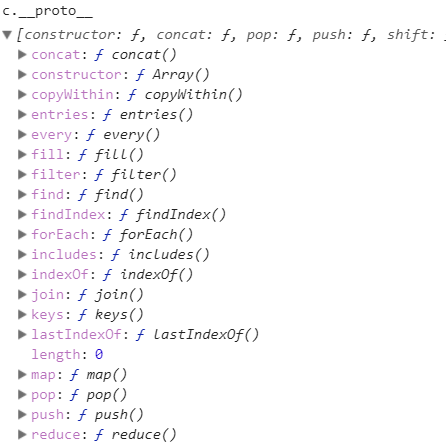 c.__proto__
▼[constructor: ƒ, concat: ƒ, pop: ƒ, push: ƒ, shift:
▶ concat: ƒ concat()
▶ constructor: ƒ Array()
▶ copyWithin: ƒ copyWithin()
▶ entries: ƒ entries()
▶ every: ƒ every()
▶ fill: ƒ fill()
▶ filter: ƒ filter()
▶ find: ƒ find()
▶ findIndex: ƒ findIndex()
▶ forEach: ƒ forEach()
▶ includes: ƒ includes()
▶ indexOf: ƒ indexOf()
▶ join: ƒ join()
▶ keys: ƒ keys()
▶ lastIndexOf: ƒ lastIndexOf()
length: 0
▶ map: ƒ map()
▶ pop: ƒ pop()
▶ push: ƒ push()
▶ reduce: ƒ reduce()